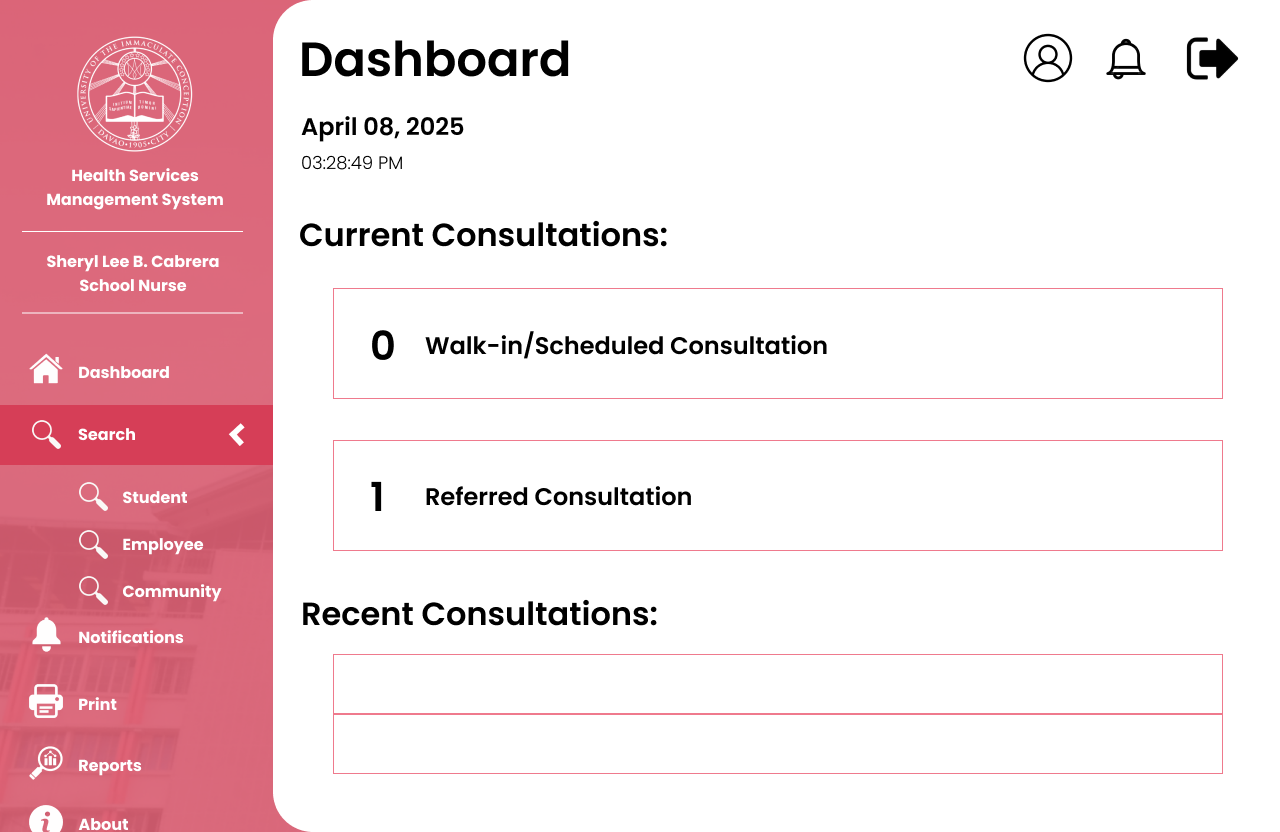 UNIVERSITY OF THE IMMACULATE CONCEPTION
DAVAO • 1905 • CITY
Health Services
Management System
Sheryl Lee B. Cabrera
School Nurse
Dashboard
Search
Student
Employee
Community
Notifications
Print
Reports
About
Dashboard
April 08, 2025
03:28:49 PM
Current Consultations:
0 Walk-in/Scheduled Consultation
1 Referred Consultation
Recent Consultations: